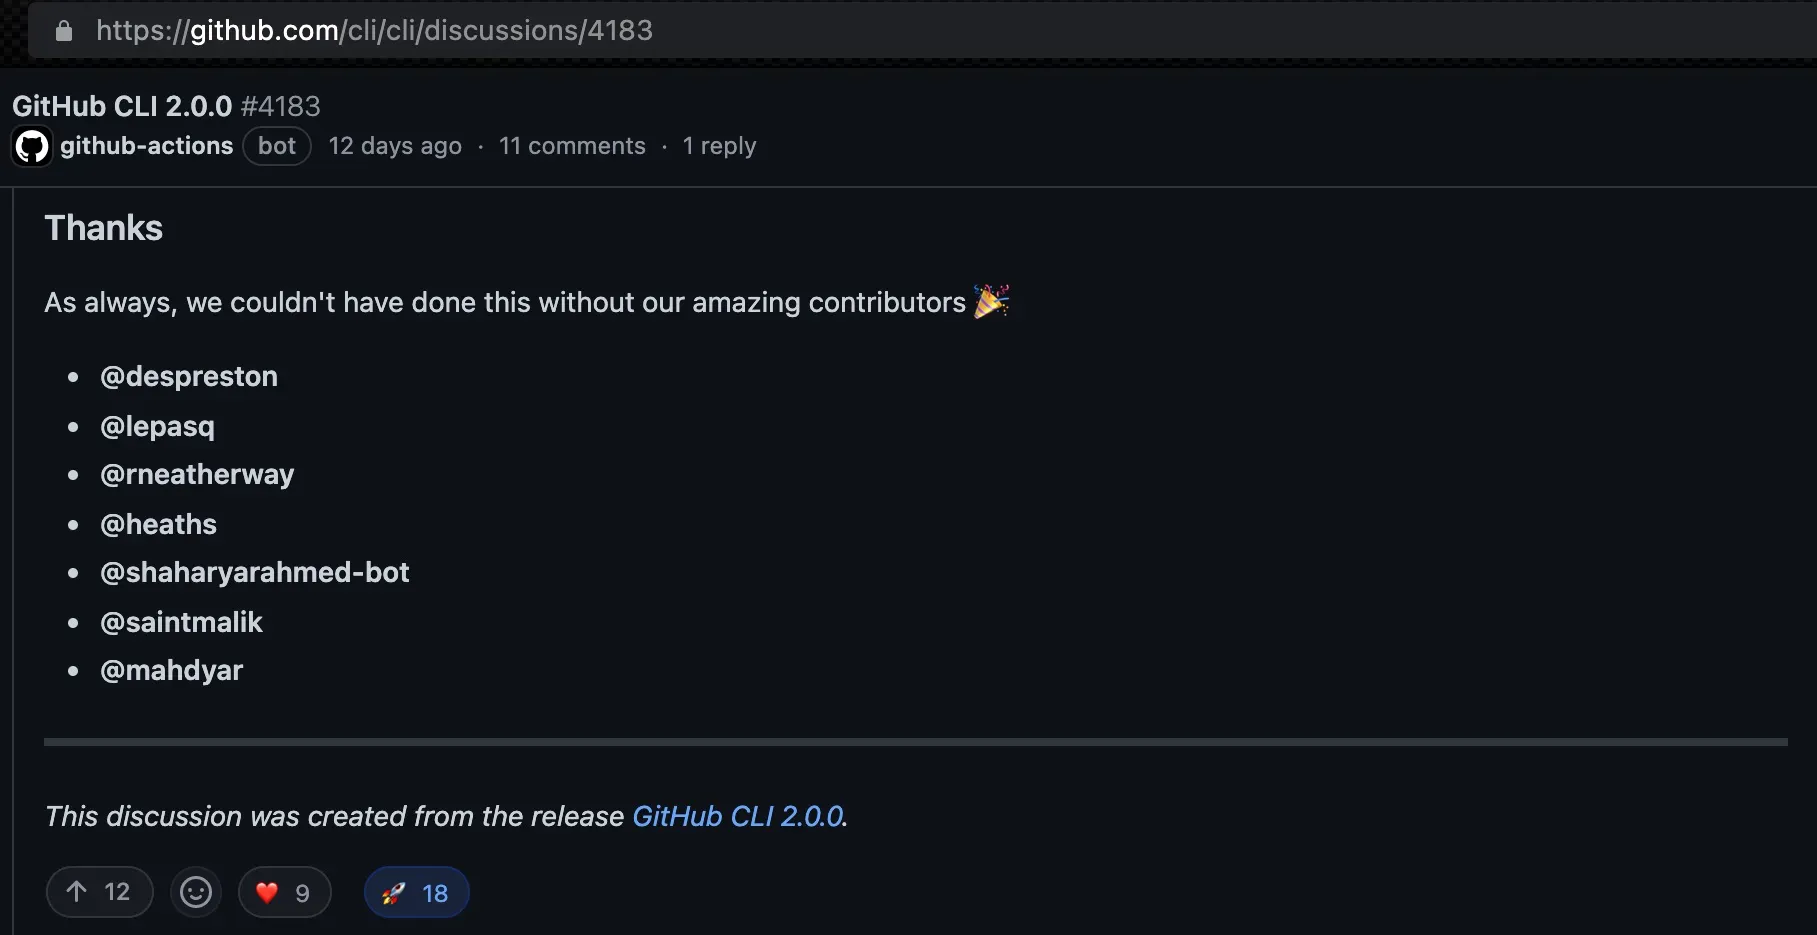 https://github.com/cli/cli/discussions/4183
GitHub CLI 2.0.0 #4183
github-actions bot 12 days ago · 11 comments · 1 reply
Thanks
As always, we couldn't have done this without our amazing contributors 🎉
• @despreston
• @lepasq
• @rneatherway
• @heaths
• @shaharyarahmed-bot
• @saintmalik
• @mahdyar
This discussion was created from the release GitHub CLI 2.0.0.
↑ 12 ❤️ 9 🚀 18